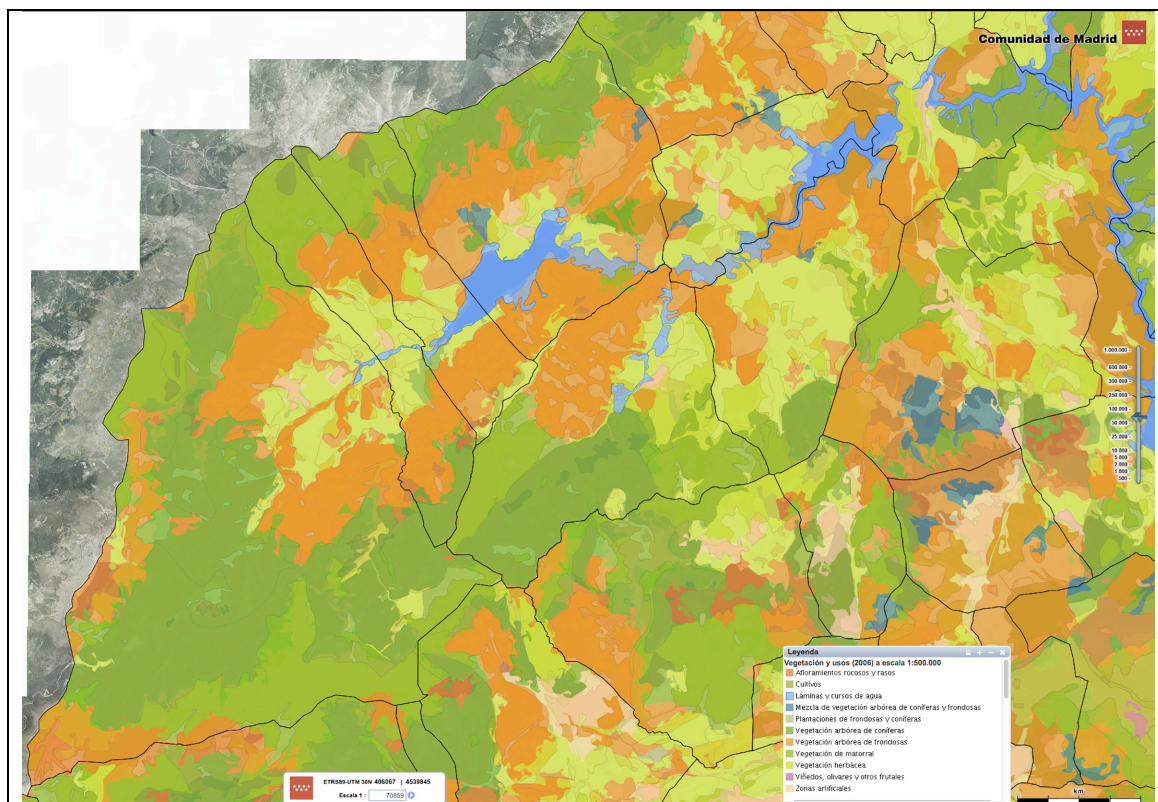 Comunidad de Madrid
1.000.000
600.000
300.000
250.000
100.000
50.000
25.000
10.000
5.000
2.000
1.000
500
Leyenda
Vegetación y usos (2006) a escala 1:500.000
Afloramientos rocosos y rasos
Cultivos
Láminas y cursos de agua
Mezcla de vegetación arbórea de coníferas y frondosas
Plantaciones de frondosas y coníferas
Vegetación arbórea de coníferas
Vegetación arbórea de frondosas
Vegetación de matorral
Vegetación herbácea
Viñedos, olivares y otros frutales
Zonas artificiales
ETRS89-UTM 30N 406067 | 4539845
Escala 1 : 70859
km